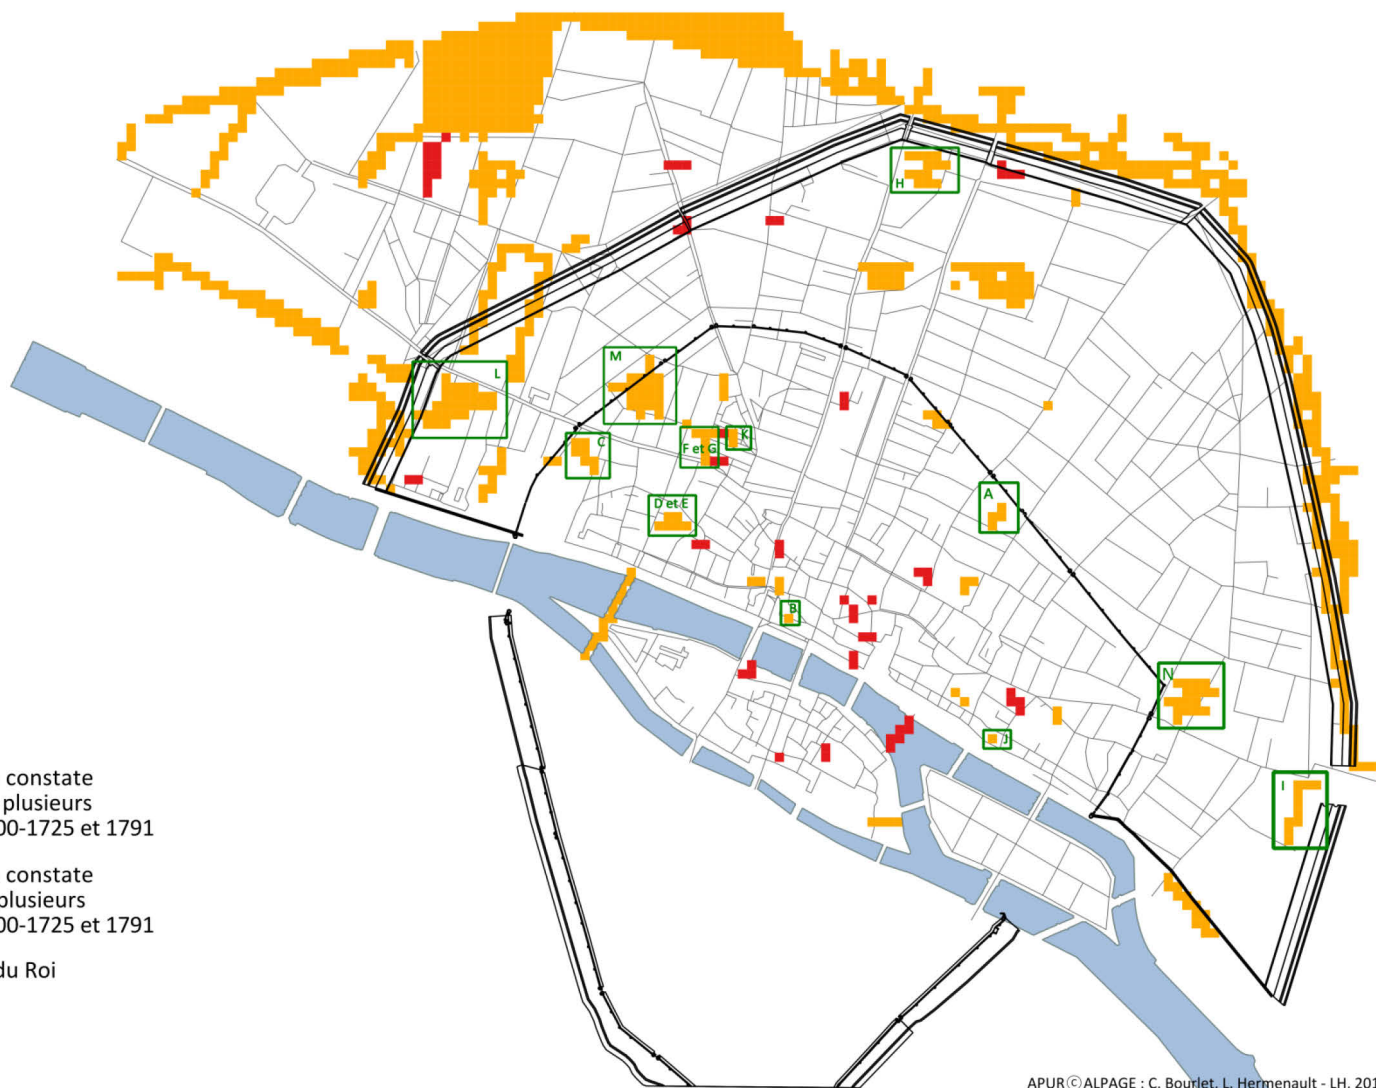 H
L
M
C
F et G
K
D et E
A
B
N
J
I
constate
plusieurs
00-1725 et 1791
constate
plusieurs
00-1725 et 1791
du Roi
APUR©ALPAGE : C. Bourlet, L. Hermenault - LH, 201